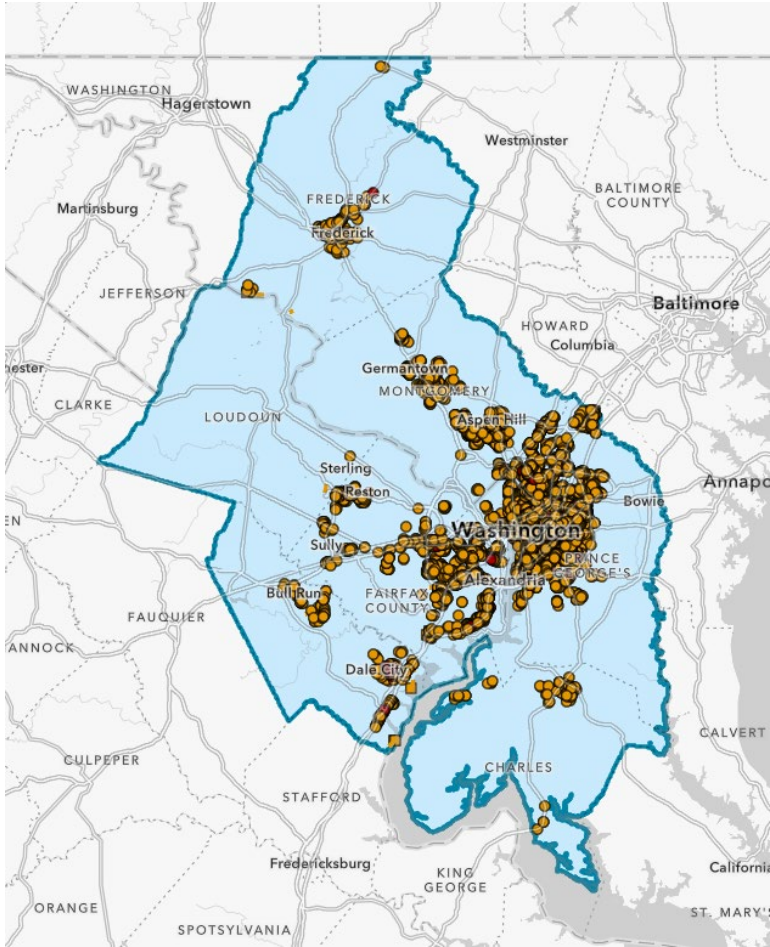 WASHINGTON
Hagerstown
Westminster
BALTIMORE
COUNTY
FREDERICK
Martinsburg
Frederick
JEFFERSON
Baltimore
HOWARD
Columbia
hester
Germantown
MONTGOMERY
CLARKE
LOUDOUN
Aspen Hill
Sterling
Reston
Annapo
Bowie
EN
Washington
Sully
PRINCE
GEORGE'S
Alexandria
Bull Run
FAIRFAX
COUNTY
FAUQUIER
ANNOCK
Dale City
CALVERT
CULPEPER
CHARLES
STAFFORD
Fredericksburg
KING
GEORGE
California
ORANGE
ST. MARY'S
SPOTSYLVANIA